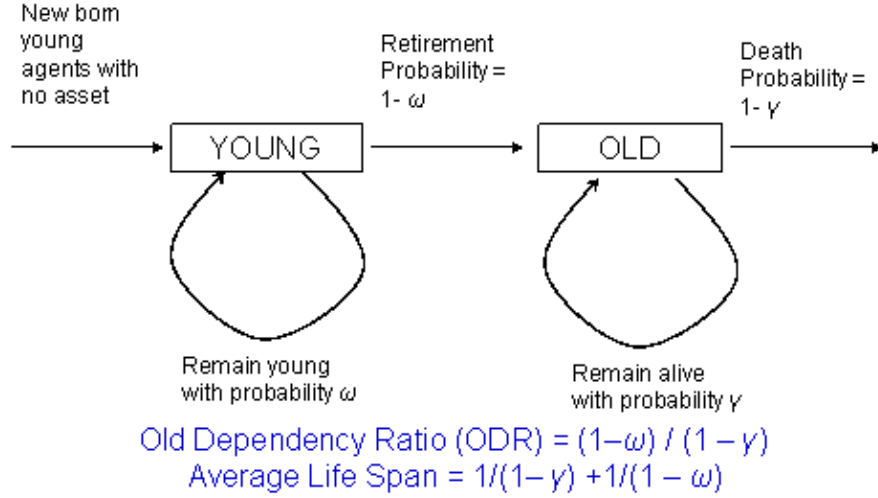 New born
young
agents with
no asset
Retirement
Probability =
1- ω
Death
Probability =
1- γ
YOUNG
OLD
Remain young
with probability ω
Remain alive
with probability γ
Old Dependency Ratio (ODR) = (1–ω) / (1 – γ)
Average Life Span = 1/(1– γ) +1/(1 – ω)